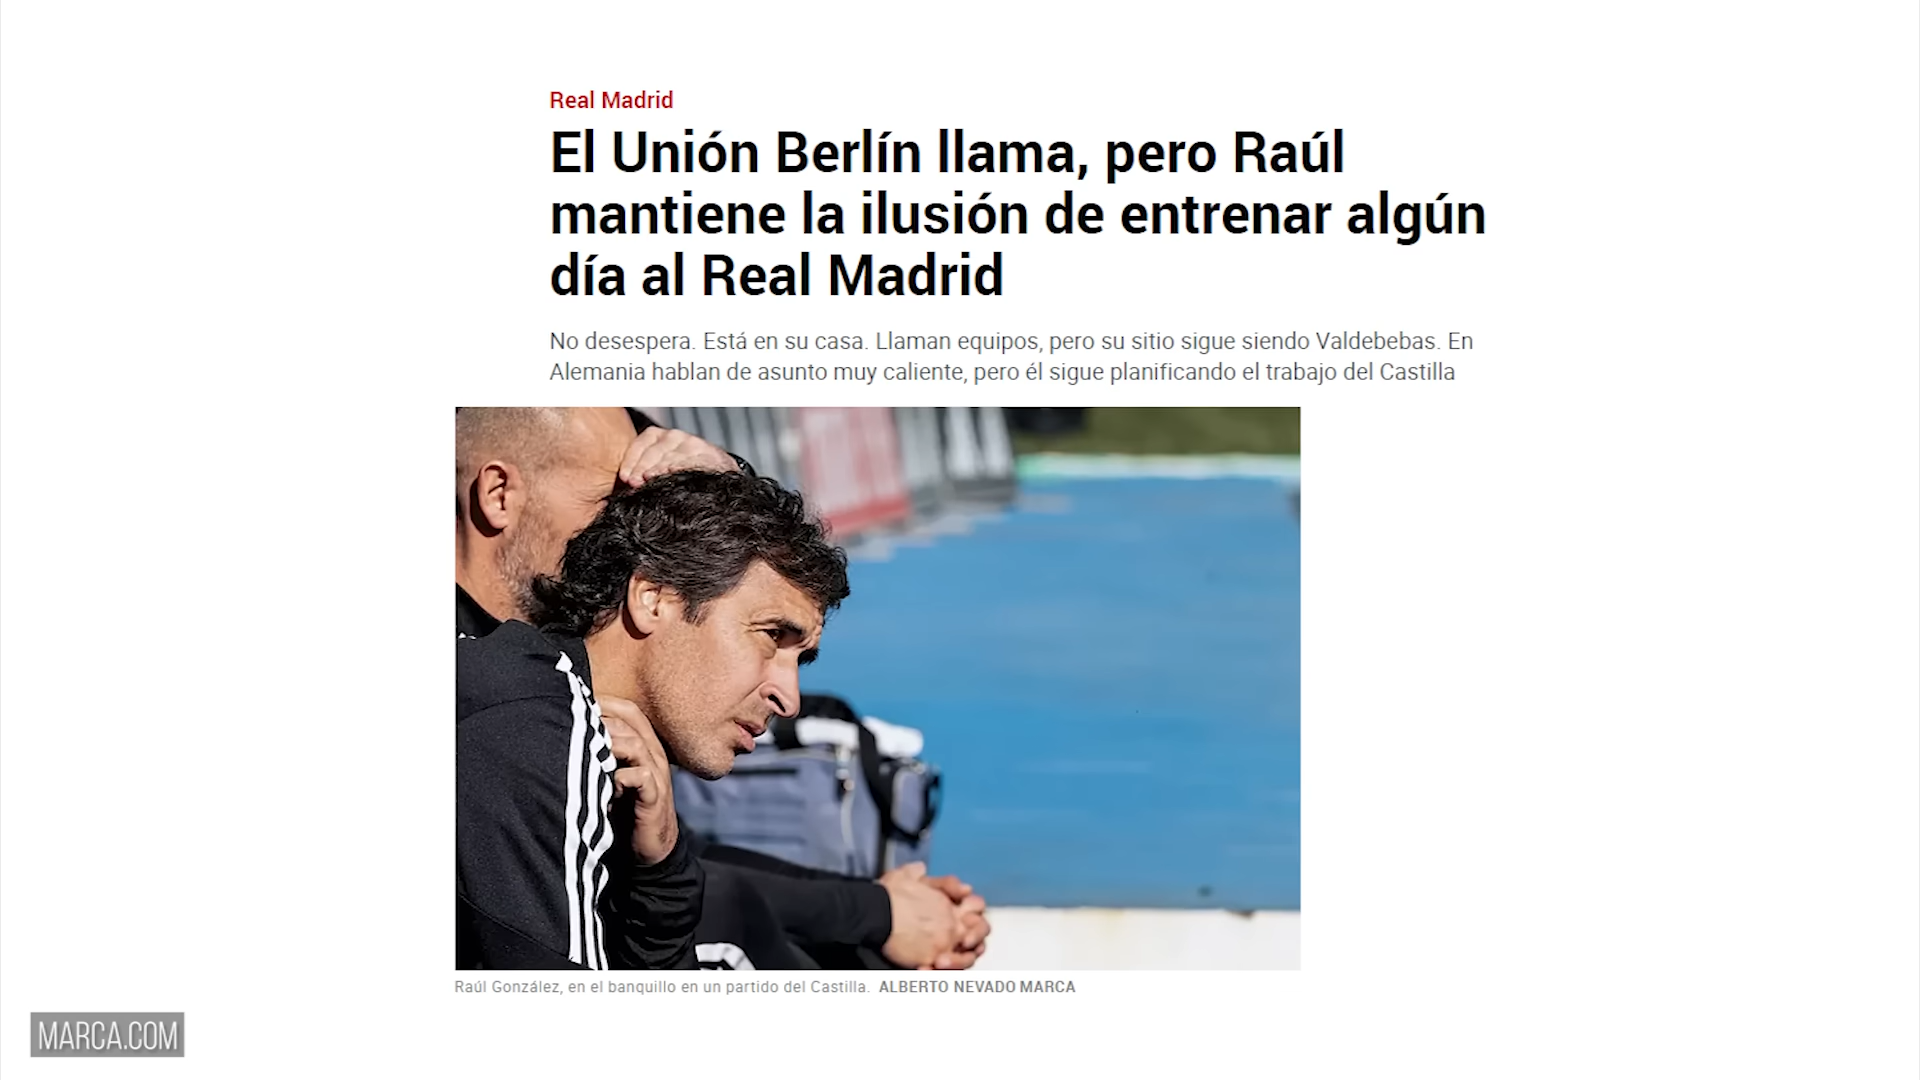 Real Madrid
El Unión Berlín llama, pero Raúl
mantiene la ilusión de entrenar algún
día al Real Madrid
No desespera. Está en su casa. Llaman equipos, pero su sitio sigue siendo Valdebebas. En
Alemania hablan de asunto muy caliente, pero él sigue planificando el trabajo del Castilla
Raúl González, en el banquillo en un partido del Castilla. ALBERTO NEVADO MARCA
MARCA.COM